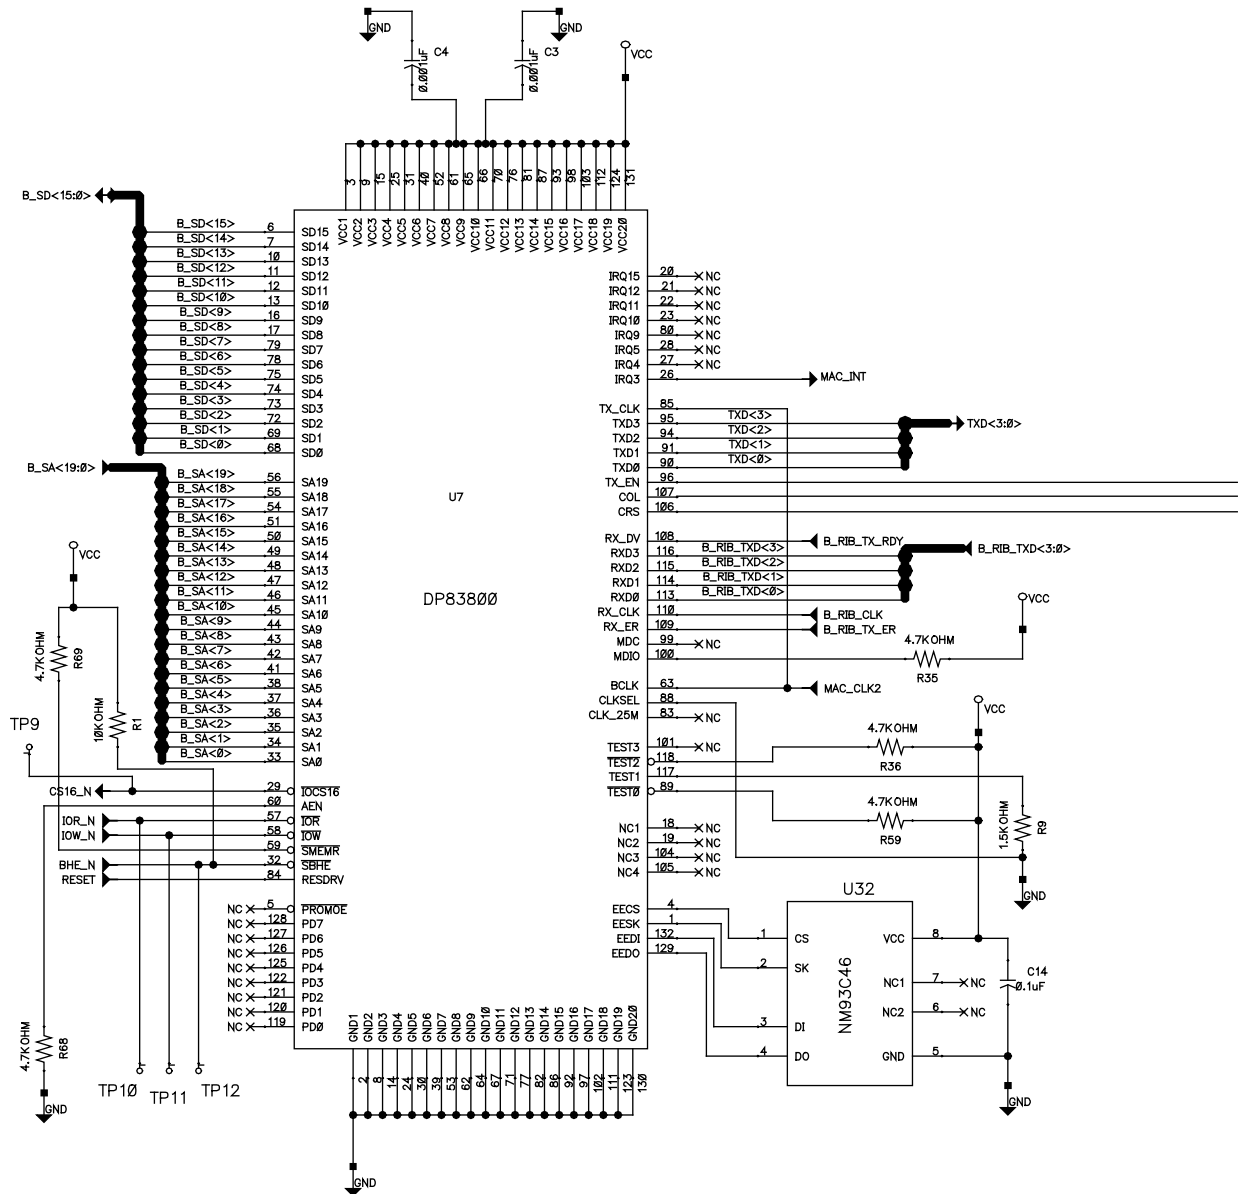 GND
C4
0.001uF
GND
C3
0.001uF
VCC
3 9 15 25 31 40 52 61 65 66 70 76 81 87 93 98 103 112 124 131
VCC1 VCC2 VCC3 VCC4 VCC5 VCC6 VCC7 VCC8 VCC9 VCC10 VCC11 VCC12 VCC13 VCC14 VCC15 VCC16 VCC17 VCC18 VCC19 VCC20
B_SD<15:0>
B_SD<15> 6 SD15
B_SD<14> 7 SD14
B_SD<13> 10 SD13
B_SD<12> 11 SD12
B_SD<11> 12 SD11
B_SD<10> 13 SD10
B_SD<9> 16 SD9
B_SD<8> 17 SD8
B_SD<7> 79 SD7
B_SD<6> 78 SD6
B_SD<5> 75 SD5
B_SD<4> 74 SD4
B_SD<3> 73 SD3
B_SD<2> 72 SD2
B_SD<1> 69 SD1
B_SD<0> 68 SD0
B_SA<19:0>
B_SA<19> 56 SA19
B_SA<18> 55 SA18
B_SA<17> 54 SA17
B_SA<16> 51 SA16
B_SA<15> 50 SA15
B_SA<14> 49 SA14
B_SA<13> 48 SA13
B_SA<12> 47 SA12
B_SA<11> 46 SA11
B_SA<10> 45 SA10
B_SA<9> 44 SA9
B_SA<8> 43 SA8
B_SA<7> 42 SA7
B_SA<6> 41 SA6
B_SA<5> 38 SA5
B_SA<4> 37 SA4
B_SA<3> 36 SA3
B_SA<2> 35 SA2
B_SA<1> 34 SA1
B_SA<0> 33 SA0
VCC
4.7KOHM
R69
10KOHM
R1
TP9
CS16_N 29 IOCS16
60 AEN
IOR_N 57 IOR
IOW_N 58 IOW
59 SMEMR
BHE_N 32 SBHE
RESET 84 RESDRV
NC 5 PROMOE
NC 128 PD7
NC 127 PD6
NC 126 PD5
NC 125 PD4
NC 122 PD3
NC 121 PD2
NC 120 PD1
NC 119 PD0
4.7KOHM
R68
GND
TP10
TP11
TP12
U7
DP83800
IRQ15 20 NC
IRQ12 21 NC
IRQ11 22 NC
IRQ10 23 NC
IRQ9 80 NC
IRQ5 28 NC
IRQ4 27 NC
IRQ3 26 MAC_INT
TX_CLK 85
TXD3 95 TXD<3> TXD<3:0>
TXD2 94 TXD<2>
TXD1 91 TXD<1>
TXD0 90 TXD<0>
TX_EN 96
COL 107
CRS 106
RX_DV 108 B_RIB_TX_RDY
RXD3 116 B_RIB_TXD<3> B_RIB_TXD<3:0>
RXD2 115 B_RIB_TXD<2>
RXD1 114 B_RIB_TXD<1>
RXD0 113 B_RIB_TXD<0>
RX_CLK 110 B_RIB_CLK
RX_ER 109 B_RIB_TX_ER
MDC 99 NC
MDIO 100
4.7KOHM
R35
VCC
BCLK 63 MAC_CLK2
CLKSEL 88
CLK_25M 83 NC
VCC
TEST3 101 NC
TEST2 118
4.7KOHM
R36
TEST1 117
TEST0 89
4.7KOHM
R59
1.5KOHM
R9
GND
NC1 18 NC
NC2 19 NC
NC3 104 NC
NC4 105 NC
EECS 4
EESK 1
EEDI 132
EEDO 129
U32
NM93C46
1 CS
2 SK
3 DI
4 DO
VCC 8
NC1 7 NC
NC2 6 NC
GND 5
C14
0.1uF
GND
GND1 GND2 GND3 GND4 GND5 GND6 GND7 GND8 GND9 GND10 GND11 GND12 GND13 GND14 GND15 GND16 GND17 GND18 GND19 GND20
2 8 14 24 30 39 53 62 64 67 71 77 82 86 92 97 102 111 123 130
GND